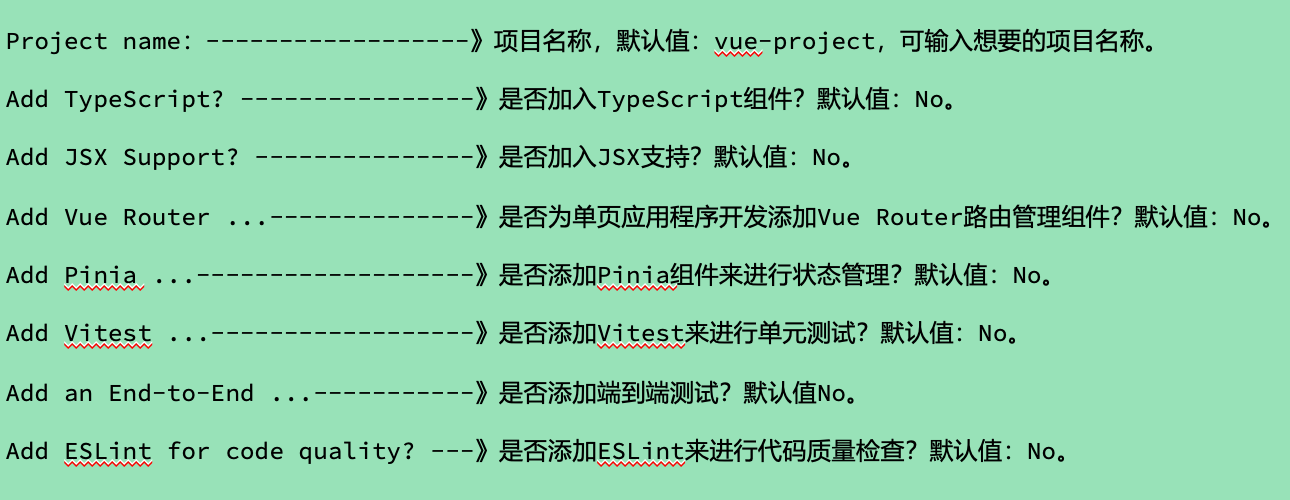 Project name：------------------》项目名称，默认值：vue-project，可输入想要的项目名称。
Add TypeScript? ----------------》是否加入TypeScript组件？默认值：No。
Add JSX Support? ---------------》是否加入JSX支持？默认值：No。
Add Vue Router ...--------------》是否为单页应用程序开发添加Vue Router路由管理组件？默认值：No。
Add Pinia ...-------------------》是否添加Pinia组件来进行状态管理？默认值：No。
Add Vitest ...------------------》是否添加Vitest来进行单元测试？默认值：No。
Add an End-to-End ...-----------》是否添加端到端测试？默认值No。
Add ESLint for code quality? ---》是否添加ESLint来进行代码质量检查？默认值：No。